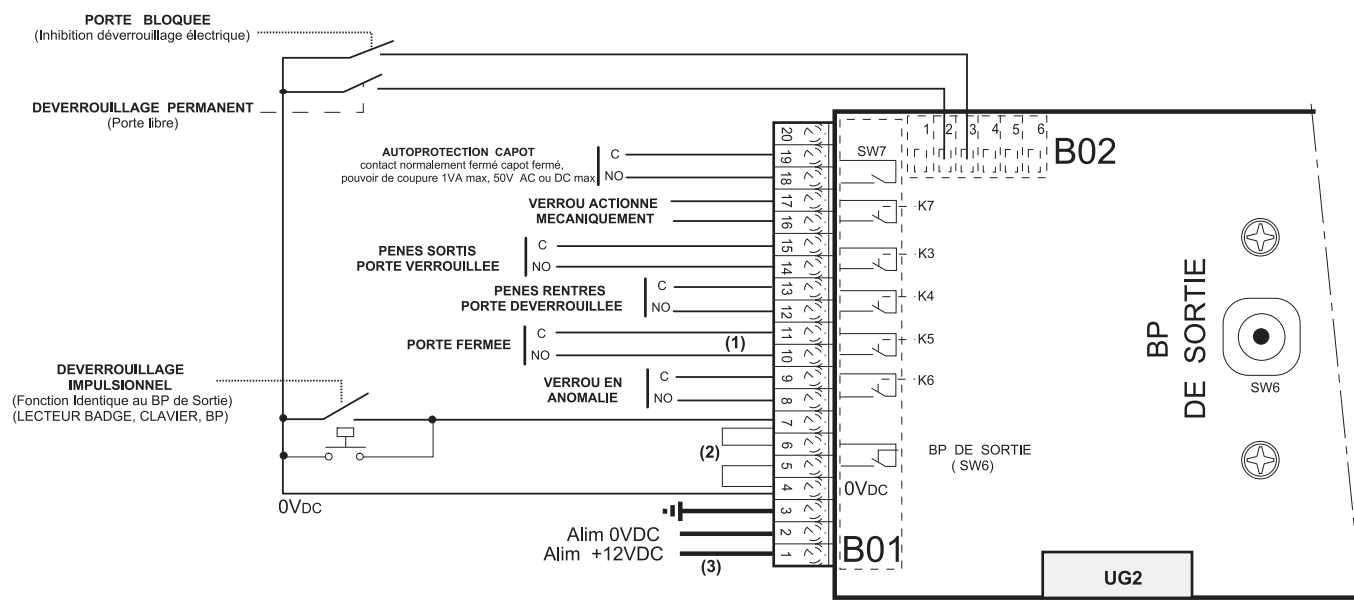 PORTE BLOQUEE
(Inhibition déverrouillage électrique)
DEVERROUILLAGE PERMANENT
(Porte libre)
AUTOPROTECTION CAPOT
contact normalement fermé capot fermé,
pouvoir de coupure 1VA max, 50V AC ou DC max
C
NO
VERROU ACTIONNE
MECANIQUEMENT
PENES SORTIS
PORTE VERROUILLEE
C
NO
PENES RENTRES
PORTE DEVERROUILLEE
C
NO
PORTE FERMEE
C
NO
(1)
VERROU EN
ANOMALIE
C
NO
DEVERROUILLAGE
IMPULSIONNEL
(Fonction Identique au BP de Sortie)
(LECTEUR BADGE, CLAVIER, BP)
(2)
0VDC
Alim 0VDC
Alim +12VDC
(3)
20
19
18
17
16
15
14
13
12
11
10
9
8
7
6
5
4
3
2
1
SW7
K7
K3
K4
K5
K6
BP DE SORTIE
( SW6)
0VDC
B01
1 2 3 4 5 6
B02
BP
DE SORTIE
SW6
UG2